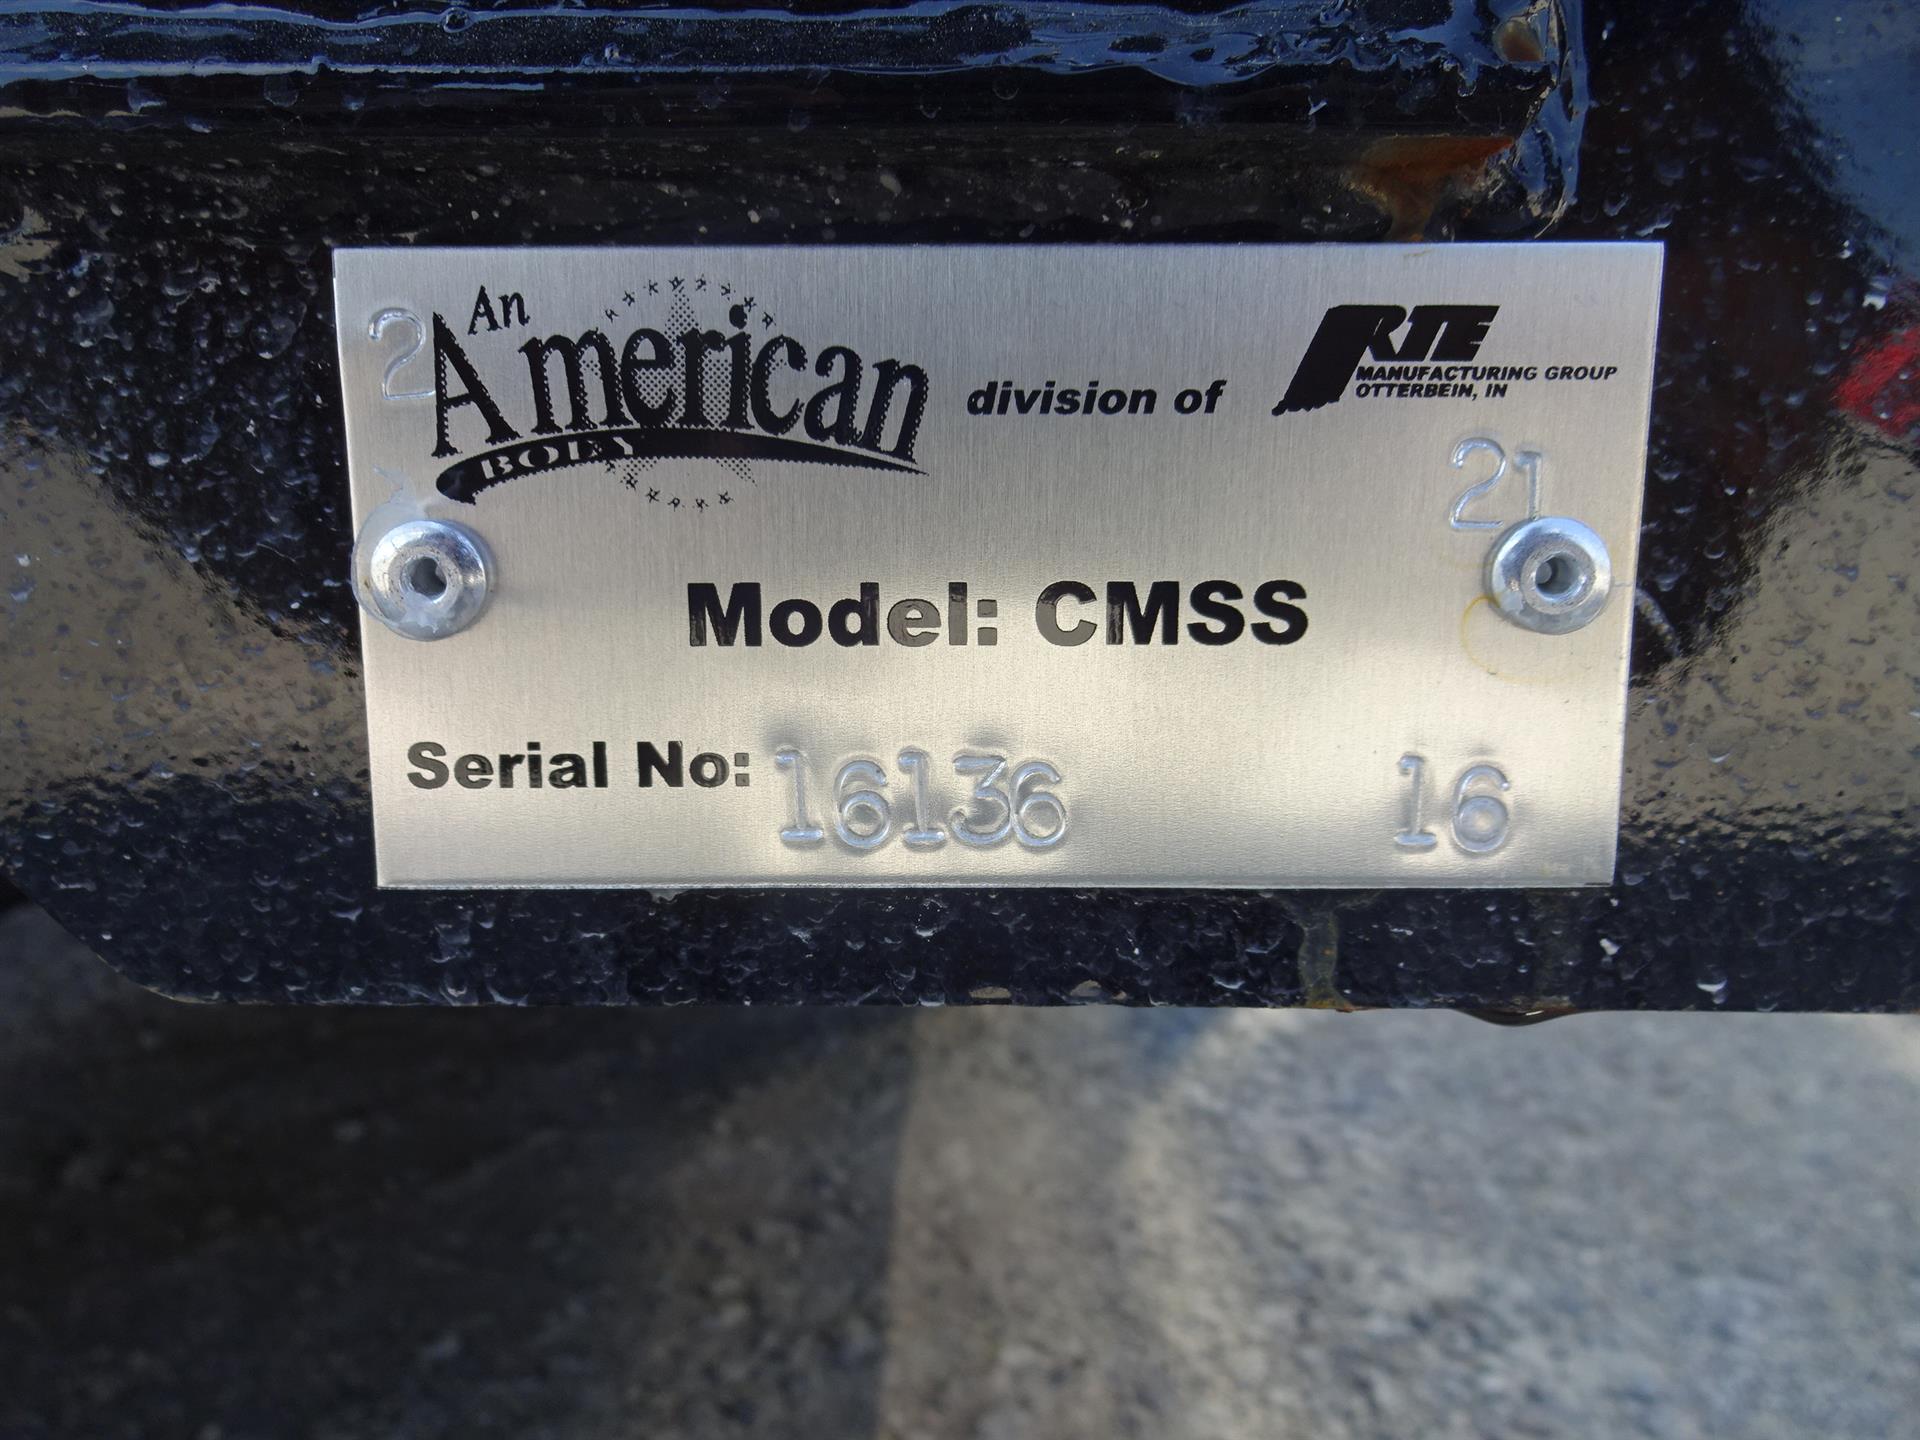 2
An
American
BODY
division of
RTE
MANUFACTURING GROUP
OTTERBEIN, IN
21
Model: CMSS
Serial No: 16136 16